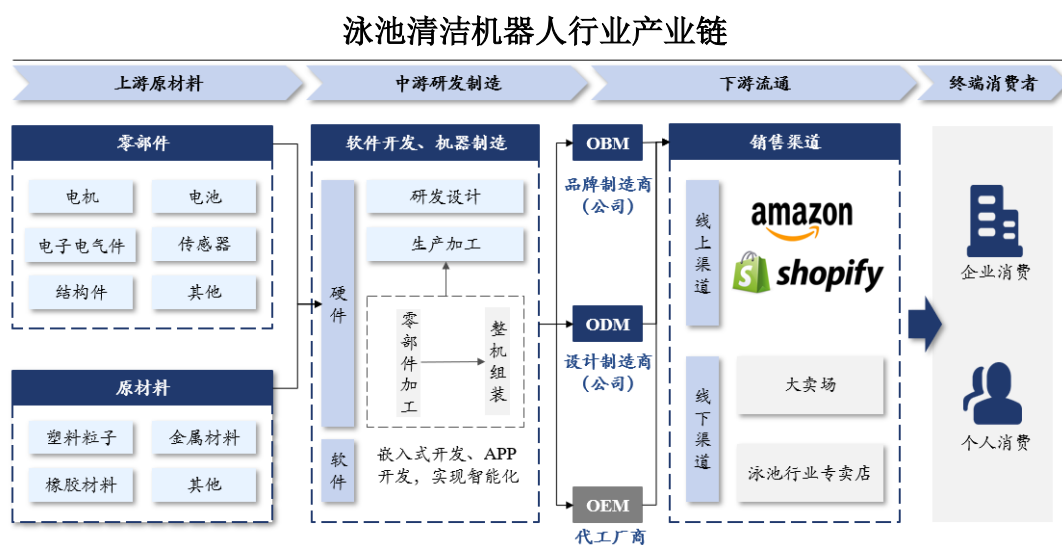 泳池清洁机器人行业产业链
上游原材料
中游研发制造
下游流通
终端消费者
零部件
电机
电池
电子电气件
传感器
结构件
其他
原材料
塑料粒子
金属材料
橡胶材料
其他
软件开发、机器制造
硬件
研发设计
生产加工
零部件加工
整机组装
软件
嵌入式开发、APP
开发，实现智能化
OBM
品牌制造商
（公司）
ODM
设计制造商
（公司）
OEM
代工厂商
销售渠道
线上渠道
amazon
shopify
线下渠道
大卖场
泳池行业专卖店
企业消费
个人消费